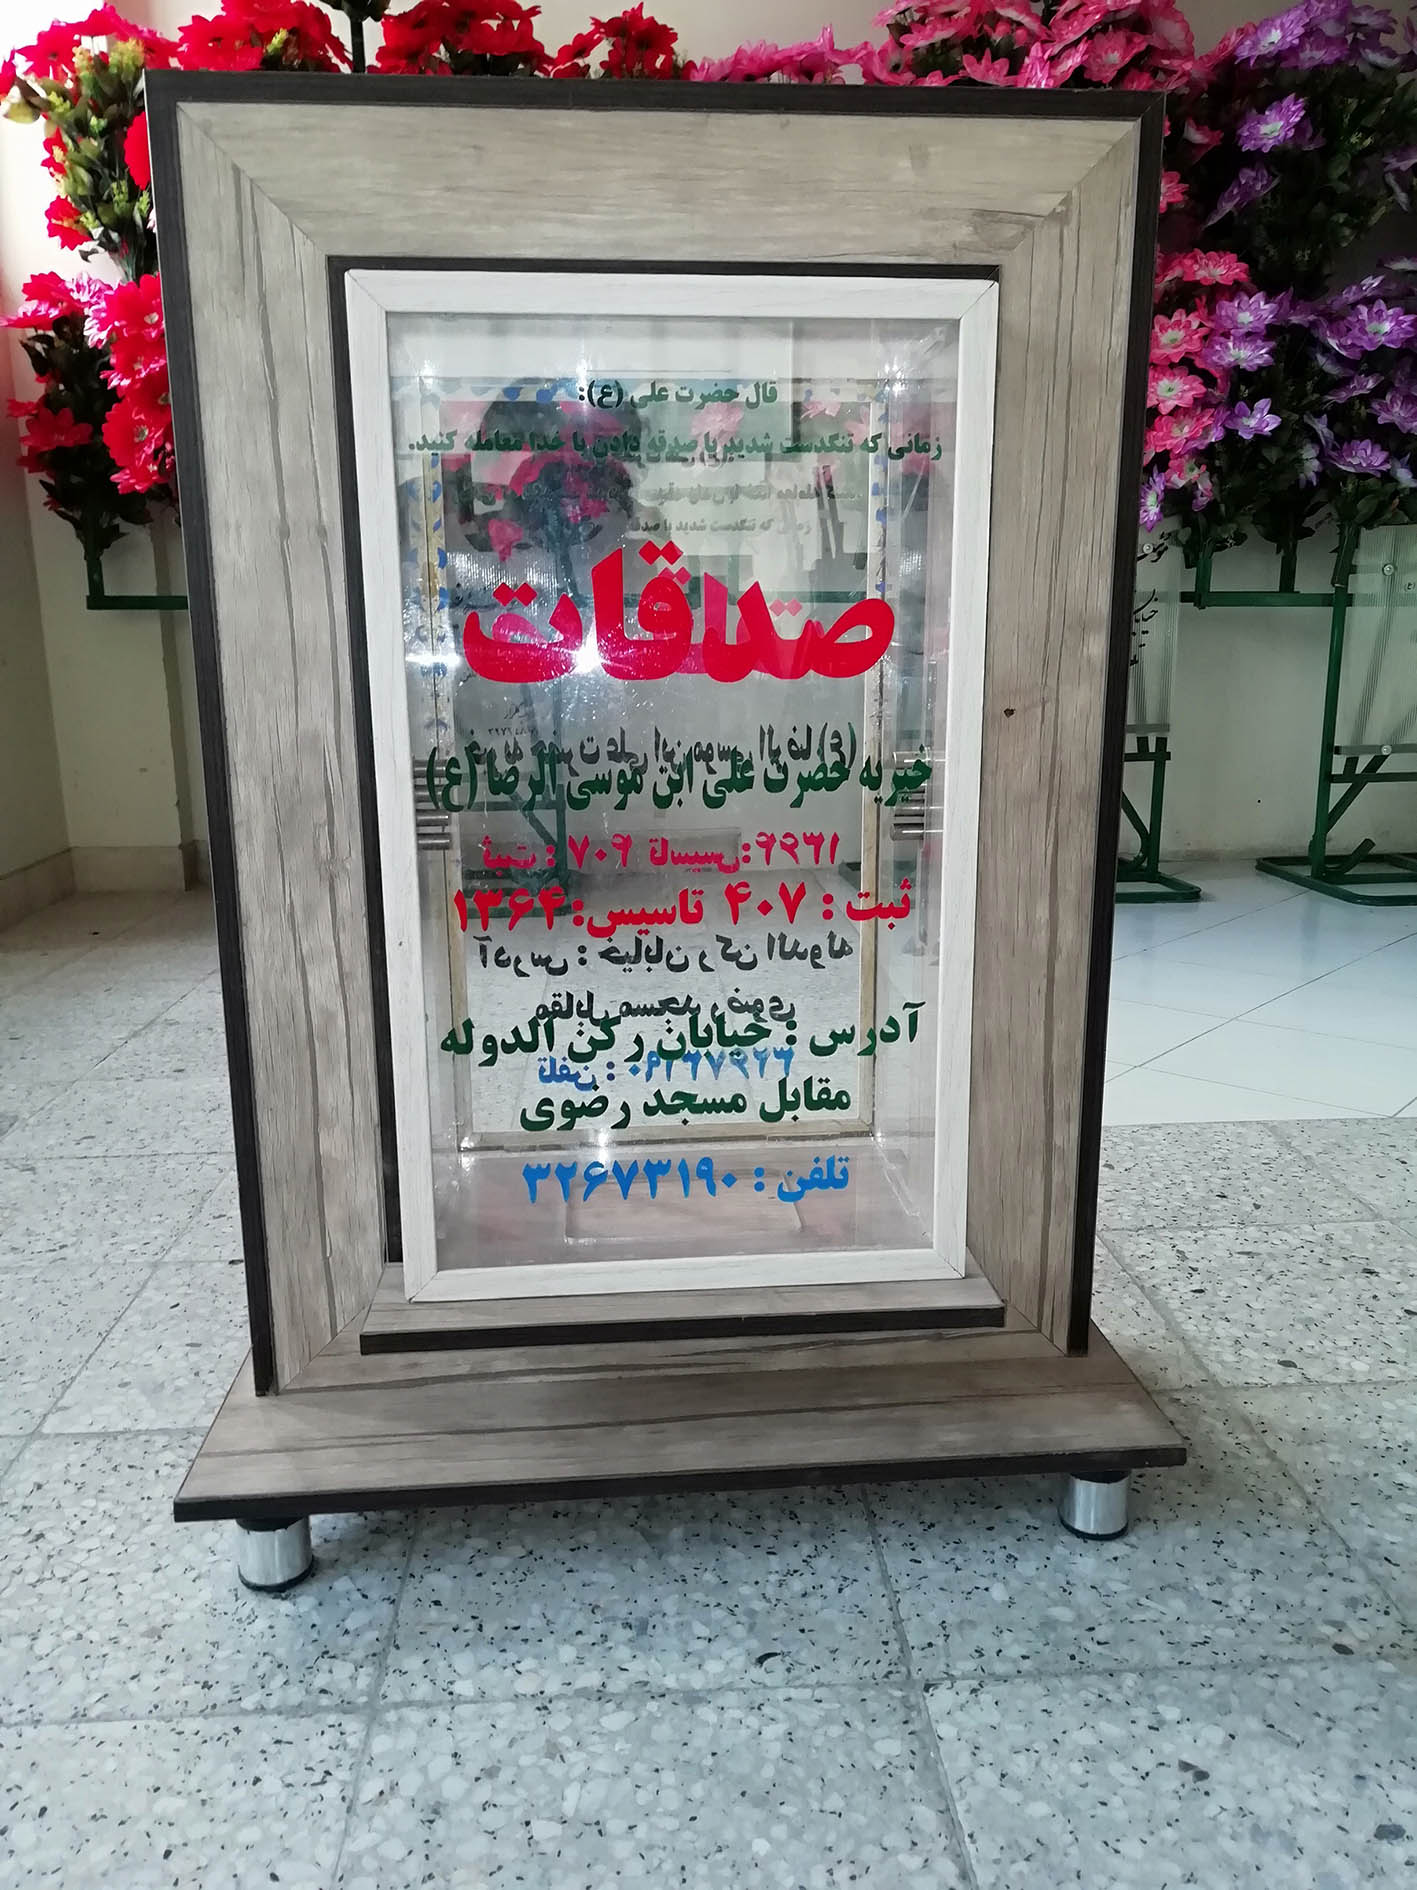 قال حضرت علی (ع):
زمانی که تنگدست شدید با صدقه دادن با خدا معامله کنید.
صدقات
خیریه حضرت علی ابن موسی الرضا (ع)
ثبت : ۴۰۷ تاسیس: ۱۳۶۴
آدرس : خیابان رکن الدوله
مقابل مسجد رضوی
تلفن : ۳۲۶۷۳۱۹۰